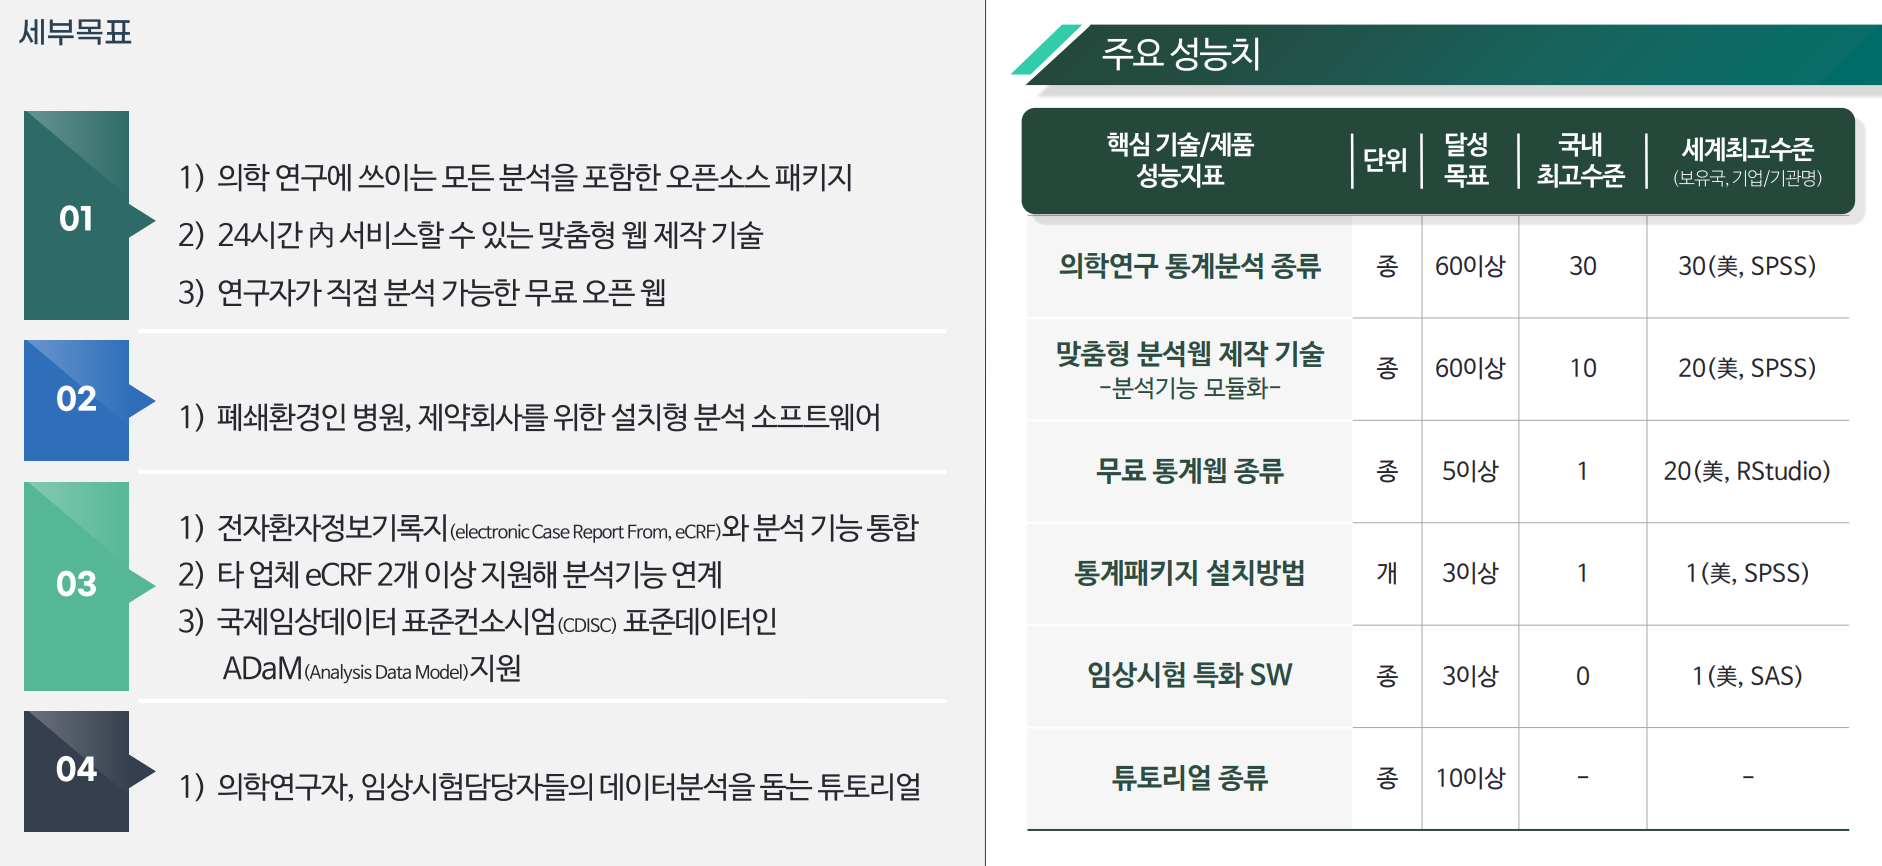 세부목표
01
1) 의학 연구에 쓰이는 모든 분석을 포함한 오픈소스 패키지
2) 24시간 內 서비스할 수 있는 맞춤형 웹 제작 기술
3) 연구자가 직접 분석 가능한 무료 오픈 웹
02
1) 폐쇄환경인 병원, 제약회사를 위한 설치형 분석 소프트웨어
03
1) 전자환자정보기록지(electronic Case Report From, eCRF)와 분석 기능 통합
2) 타 업체 eCRF 2개 이상 지원해 분석기능 연계
3) 국제임상데이터 표준컨소시엄(CDISC) 표준데이터인
ADaM(Analysis Data Model)지원
04
1) 의학연구자, 임상시험담당자들의 데이터분석을 돕는 튜토리얼
주요 성능치
핵심 기술/제품 성능지표 | 단위 | 달성 목표 | 국내 최고수준 | 세계최고수준 (보유국, 기업/기관명)
의학연구 통계분석 종류 종 60이상 30 30(美, SPSS)
맞춤형 분석웹 제작 기술 종 60이상 10 20(美, SPSS)
-분석기능 모듈화-
무료 통계웹 종류 종 5이상 1 20(美, RStudio)
통계패키지 설치방법 개 3이상 1 1(美, SPSS)
임상시험 특화 SW 종 3이상 0 1(美, SAS)
튜토리얼 종류 종 10이상 - -